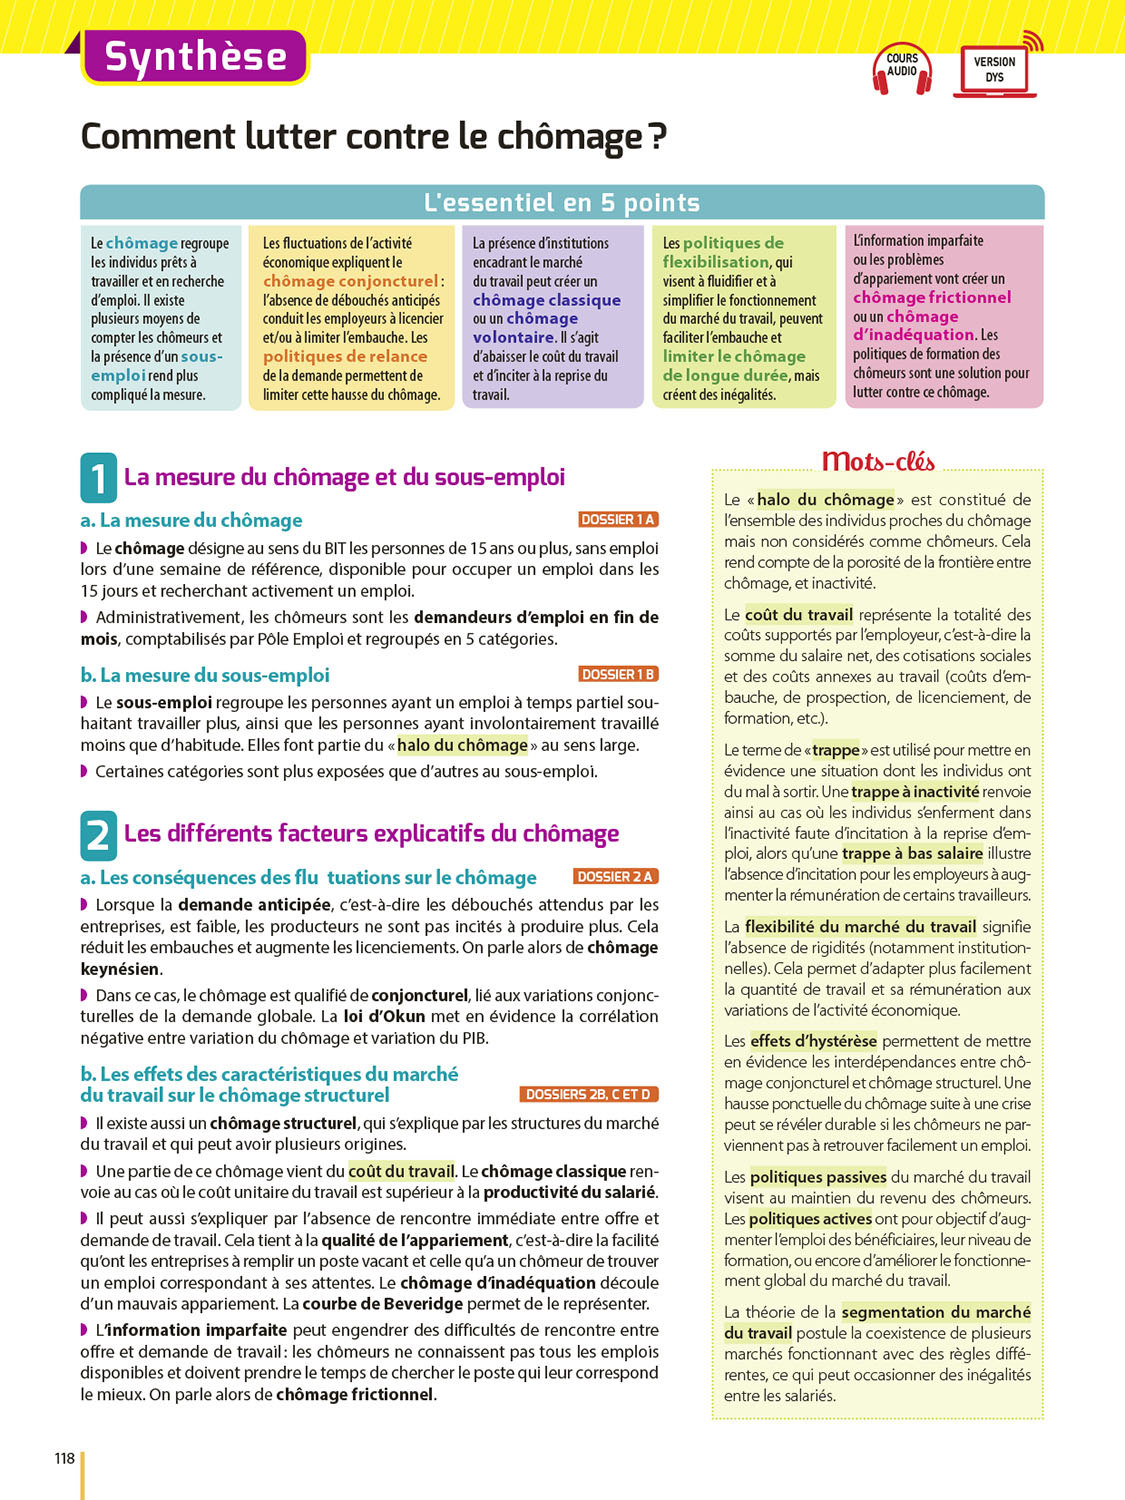 Synthèse
COURS
AUDIO
VERSION
DYS
Comment lutter contre le chômage ?
L'essentiel en 5 points
Le chômage regroupe
les individus prêts à
travailler et en recherche
d'emploi. Il existe
plusieurs moyens de
compter les chômeurs et
la présence d'un sous-
emploi rend plus
compliqué la mesure.
Les fluctuations de l'activité
économique expliquent le
chômage conjoncturel :
l'absence de débouchés anticipés
conduit les employeurs à licencier
et/ou à limiter l'embauche. Les
politiques de relance
de la demande permettent de
limiter cette hausse du chômage.
La présence d'institutions
encadrant le marché
du travail peut créer un
chômage classique
ou un chômage
volontaire. Il s'agit
d'abaisser le coût du travail
et d'inciter à la reprise du
travail.
Les politiques de
flexibilisation, qui
visent à fluidifier et à
simplifier le fonctionnement
du marché du travail, peuvent
faciliter l'embauche et
limiter le chômage
de longue durée, mais
créent des inégalités.
L'information imparfaite
ou les problèmes
d'appariement vont créer un
chômage frictionnel
ou un chômage
d'inadéquation. Les
politiques de formation des
chômeurs sont une solution pour
lutter contre ce chômage.
1 La mesure du chômage et du sous-emploi
a. La mesure du chômage DOSSIER 1 A
Le chômage désigne au sens du BIT les personnes de 15 ans ou plus, sans emploi
lors d'une semaine de référence, disponible pour occuper un emploi dans les
15 jours et recherchant activement un emploi.
Administrativement, les chômeurs sont les demandeurs d'emploi en fin de
mois, comptabilisés par Pôle Emploi et regroupés en 5 catégories.
b. La mesure du sous-emploi DOSSIER 1 B
Le sous-emploi regroupe les personnes ayant un emploi à temps partiel sou-
haitant travailler plus, ainsi que les personnes ayant involontairement travaillé
moins que d'habitude. Elles font partie du « halo du chômage » au sens large.
Certaines catégories sont plus exposées que d'autres au sous-emploi.
2 Les différents facteurs explicatifs du chômage
a. Les conséquences des flu tuations sur le chômage DOSSIER 2 A
Lorsque la demande anticipée, c'est-à-dire les débouchés attendus par les
entreprises, est faible, les producteurs ne sont pas incités à produire plus. Cela
réduit les embauches et augmente les licenciements. On parle alors de chômage
keynésien.
Dans ce cas, le chômage est qualifié de conjoncturel, lié aux variations conjonc-
turelles de la demande globale. La loi d'Okun met en évidence la corrélation
négative entre variation du chômage et variation du PIB.
b. Les effets des caractéristiques du marché
du travail sur le chômage structurel DOSSIERS 2B, C ET D
Il existe aussi un chômage structurel, qui s'explique par les structures du marché
du travail et qui peut avoir plusieurs origines.
Une partie de ce chômage vient du coût du travail. Le chômage classique ren-
voie au cas où le coût unitaire du travail est supérieur à la productivité du salarié.
Il peut aussi s'expliquer par l'absence de rencontre immédiate entre offre et
demande de travail. Cela tient à la qualité de l'appariement, c'est-à-dire la facilité
qu'ont les entreprises à remplir un poste vacant et celle qu'a un chômeur de trouver
un emploi correspondant à ses attentes. Le chômage d'inadéquation découle
d'un mauvais appariement. La courbe de Beveridge permet de le représenter.
L'information imparfaite peut engendrer des difficultés de rencontre entre
offre et demande de travail : les chômeurs ne connaissent pas tous les emplois
disponibles et doivent prendre le temps de chercher le poste qui leur correspond
le mieux. On parle alors de chômage frictionnel.
Mots-clés
Le « halo du chômage » est constitué de
l'ensemble des individus proches du chômage
mais non considérés comme chômeurs. Cela
rend compte de la porosité de la frontière entre
chômage, et inactivité.
Le coût du travail représente la totalité des
coûts supportés par l'employeur, c'est-à-dire la
somme du salaire net, des cotisations sociales
et des coûts annexes au travail (coûts d'em-
bauche, de prospection, de licenciement, de
formation, etc.).
Le terme de « trappe » est utilisé pour mettre en
évidence une situation dont les individus ont
du mal à sortir. Une trappe à inactivité renvoie
ainsi au cas où les individus s'enferment dans
l'inactivité faute d'incitation à la reprise d'em-
ploi, alors qu'une trappe à bas salaire illustre
l'absence d'incitation pour les employeurs à aug-
menter la rémunération de certains travailleurs.
La flexibilité du marché du travail signifie
l'absence de rigidités (notamment institution-
nelles). Cela permet d'adapter plus facilement
la quantité de travail et sa rémunération aux
variations de l'activité économique.
Les effets d'hystérèse permettent de mettre
en évidence les interdépendances entre chô-
mage conjoncturel et chômage structurel. Une
hausse ponctuelle du chômage suite à une crise
peut se révéler durable si les chômeurs ne par-
viennent pas à retrouver facilement un emploi.
Les politiques passives du marché du travail
visent au maintien du revenu des chômeurs.
Les politiques actives ont pour objectif d'aug-
menter l'emploi des bénéficiaires, leur niveau de
formation, ou encore d'améliorer le fonctionne-
ment global du marché du travail.
La théorie de la segmentation du marché
du travail postule la coexistence de plusieurs
marchés fonctionnant avec des règles diffé-
rentes, ce qui peut occasionner des inégalités
entre les salariés.
118